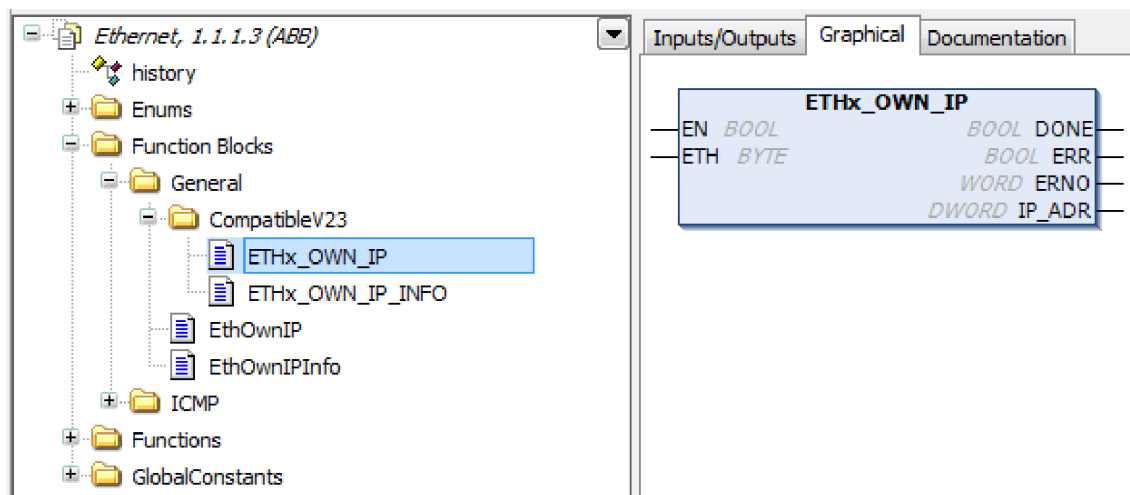 Ethernet, 1.1.1.3 (ABB)
history
Enums
Function Blocks
General
CompatibleV23
ETHx_OWN_IP
ETHx_OWN_IP_INFO
EthOwnIP
EthOwnIPInfo
ICMP
Functions
GlobalConstants
Inputs/Outputs Graphical Documentation
ETHx_OWN_IP
EN BOOL BOOL DONE
ETH BYTE BOOL ERR
WORD ERNO
DWORD IP_ADR